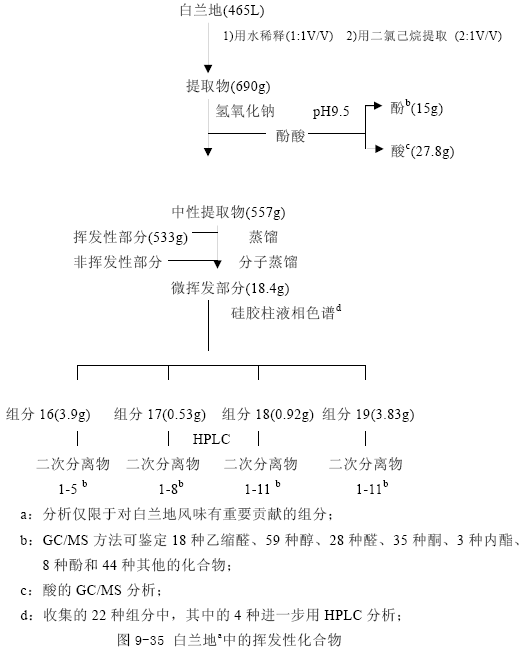 白兰地(465L)
1)用水稀释(1:1V/V) 2)用二氯己烷提取 (2:1V/V)
提取物(690g)
氢氧化钠 pH9.5 酚b(15g)
酚酸
酸c(27.8g)
中性提取物(557g)
挥发性部分(533g) 蒸馏
非挥发性部分 分子蒸馏
微挥发部分(18.4g)
硅胶柱液相色谱d
组分16(3.9g) 组分17(0.53g) 组分18(0.92g) 组分19(3.83g)
HPLC
二次分离物 二次分离物 二次分离物 二次分离物
1-5 b 1-8b 1-11 b 1-11b
a：分析仅限于对白兰地风味有重要贡献的组分；
b：GC/MS 方法可鉴定 18 种乙缩醛、59 种醇、28 种醛、35 种酮、3 种内酯、
8 种酚和 44 种其他的化合物；
c：酸的 GC/MS 分析；
d：收集的 22 种组分中，其中的 4 种进一步用 HPLC 分析；
图 9-35 白兰地a中的挥发性化合物